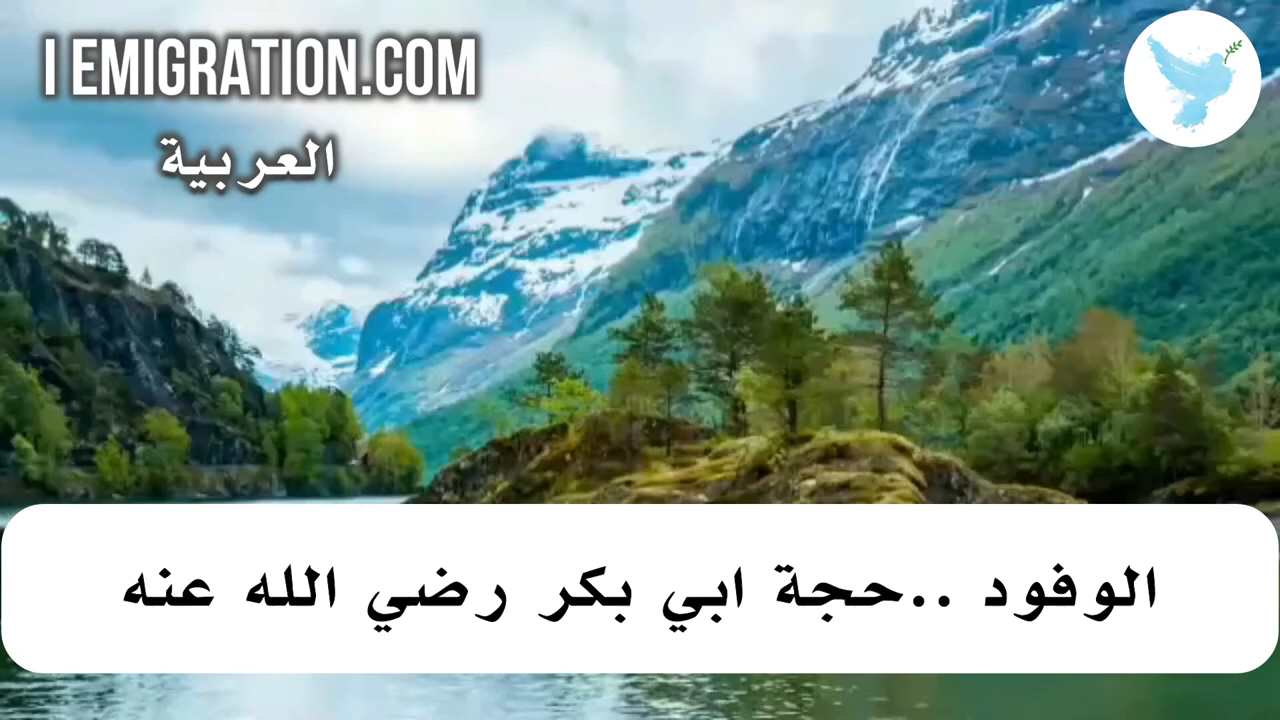 I EMIGRATION.COM
العربية
الوفود ..حجة ابي بكر رضي الله عنه